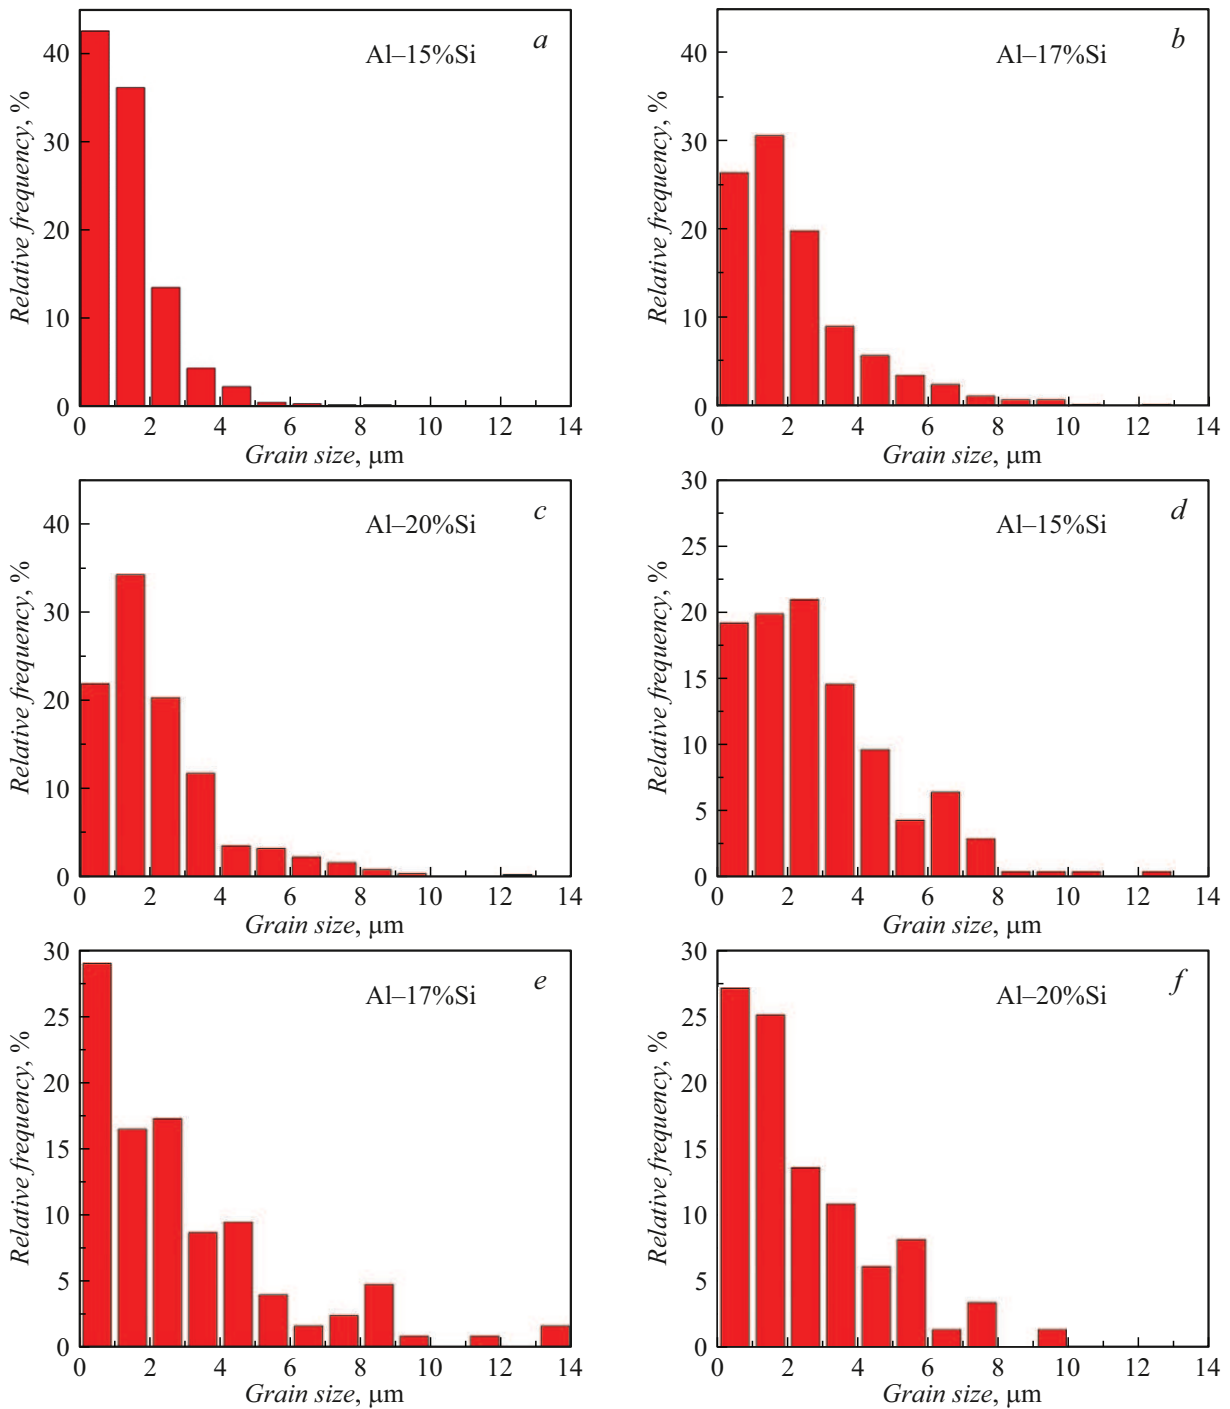 a
Al–15%Si
Relative frequency, %
40
30
20
10
0
0 2 4 6 8 10 12 14
Grain size, μm
b
Al–17%Si
Relative frequency, %
40
30
20
10
0
0 2 4 6 8 10 12 14
Grain size, μm
c
Al–20%Si
Relative frequency, %
40
30
20
10
0
0 2 4 6 8 10 12 14
Grain size, μm
d
Al–15%Si
Relative frequency, %
30
25
20
15
10
5
0
0 2 4 6 8 10 12 14
Grain size, μm
e
Al–17%Si
Relative frequency, %
30
25
20
15
10
5
0
0 2 4 6 8 10 12 14
Grain size, μm
f
Al–20%Si
Relative frequency, %
30
25
20
15
10
5
0
0 2 4 6 8 10 12 14
Grain size, μm